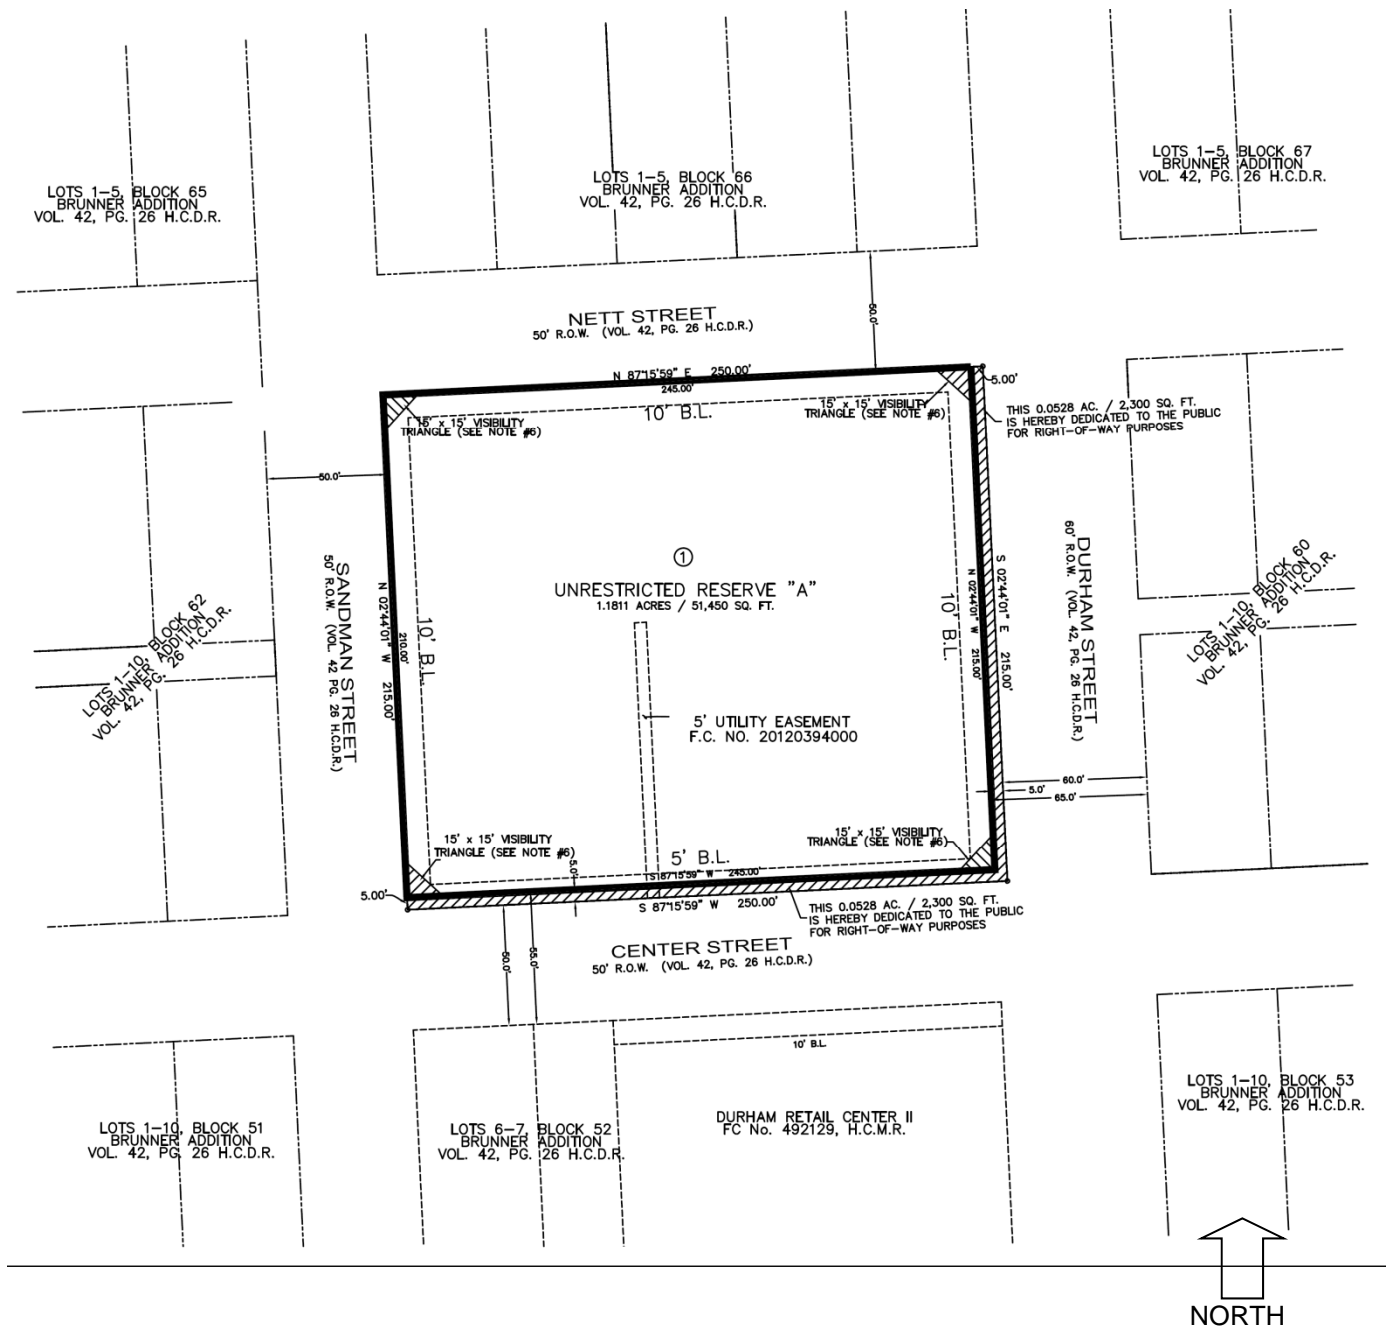 LOTS 1-5, BLOCK 65
BRUNNER ADDITION
VOL. 42, PG. 26 H.C.D.R.
LOTS 1-5, BLOCK 66
BRUNNER ADDITION
VOL. 42, PG. 26 H.C.D.R.
LOTS 1-5, BLOCK 67
BRUNNER ADDITION
VOL. 42, PG. 26 H.C.D.R.
NETT STREET
50' R.O.W. (VOL. 42, PG. 26 H.C.D.R.)
50.0'
N 87°15'59" E 250.00'
245.00'
10' B.L.
15' x 15' VISIBILITY
TRIANGLE (SEE NOTE #6)
15' x 15' VISIBILITY
TRIANGLE (SEE NOTE #6)
5.00'
THIS 0.0528 AC. / 2,300 SQ. FT.
IS HEREBY DEDICATED TO THE PUBLIC
FOR RIGHT-OF-WAY PURPOSES
50.0'
SANDMAN STREET
50' R.O.W. (VOL. 42 PG. 26 H.C.D.R.)
N 02°44'01" W 215.00'
210.00'
10' B.L.
1
UNRESTRICTED RESERVE "A"
1.1811 ACRES / 51,450 SQ. FT.
5' UTILITY EASEMENT
F.C. NO. 20120394000
10' B.L.
N 02°44'01" W 215.00'
S 02°44'01" E 215.00'
DURHAM STREET
60' R.O.W. (VOL. 42, PG. 26 H.C.D.R.)
LOTS 1-10, BLOCK 62
BRUNNER ADDITION
VOL. 42, PG. 26 H.C.D.R.
LOTS 1-10, BLOCK 60
BRUNNER ADDITION
VOL. 42, PG. 26 H.C.D.R.
60.0'
5.0'
65.0'
15' x 15' VISIBILITY
TRIANGLE (SEE NOTE #6)
15' x 15' VISIBILITY
TRIANGLE (SEE NOTE #6)
5' B.L.
5.0'
S 87°15'59" W 245.00'
5.00'
S 87°15'59" W 250.00'
THIS 0.0528 AC. / 2,300 SQ. FT.
IS HEREBY DEDICATED TO THE PUBLIC
FOR RIGHT-OF-WAY PURPOSES
CENTER STREET
50' R.O.W. (VOL. 42, PG. 26 H.C.D.R.)
50.0'
55.0'
10' B.L.
LOTS 1-10, BLOCK 51
BRUNNER ADDITION
VOL. 42, PG. 26 H.C.D.R.
LOTS 6-7, BLOCK 52
BRUNNER ADDITION
VOL. 42, PG. 26 H.C.D.R.
DURHAM RETAIL CENTER II
FC No. 492129, H.C.M.R.
LOTS 1-10, BLOCK 53
BRUNNER ADDITION
VOL. 42, PG. 26 H.C.D.R.
NORTH